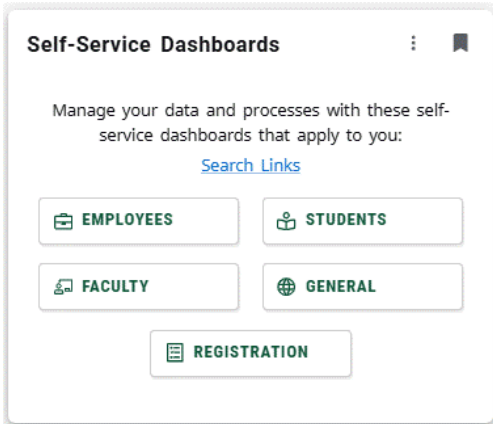 Self-Service Dashboards
Manage your data and processes with these self-
service dashboards that apply to you:
Search Links
EMPLOYEES
STUDENTS
FACULTY
GENERAL
REGISTRATION